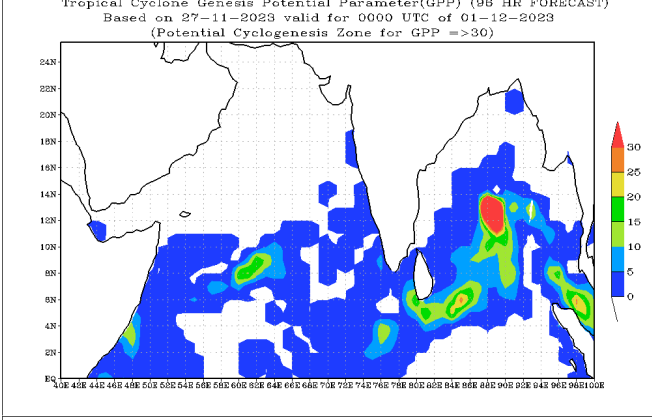 Tropical Cyclone Genesis Potential Parameter(GPP) (96 HR FORECAST)
Based on 27-11-2023 valid for 0000 UTC of 01-12-2023
(Potential Cyclogenesis Zone for GPP =>30)
24N
22N
20N
18N
16N
14N
12N
10N
8N
6N
4N
2N
EQ
40E 42E 44E 46E 48E 50E 52E 54E 56E 58E 60E 62E 64E 66E 68E 70E 72E 74E 76E 78E 80E 82E 84E 86E 88E 90E 92E 94E 96E 98E 100E
30
25
20
15
10
5
0